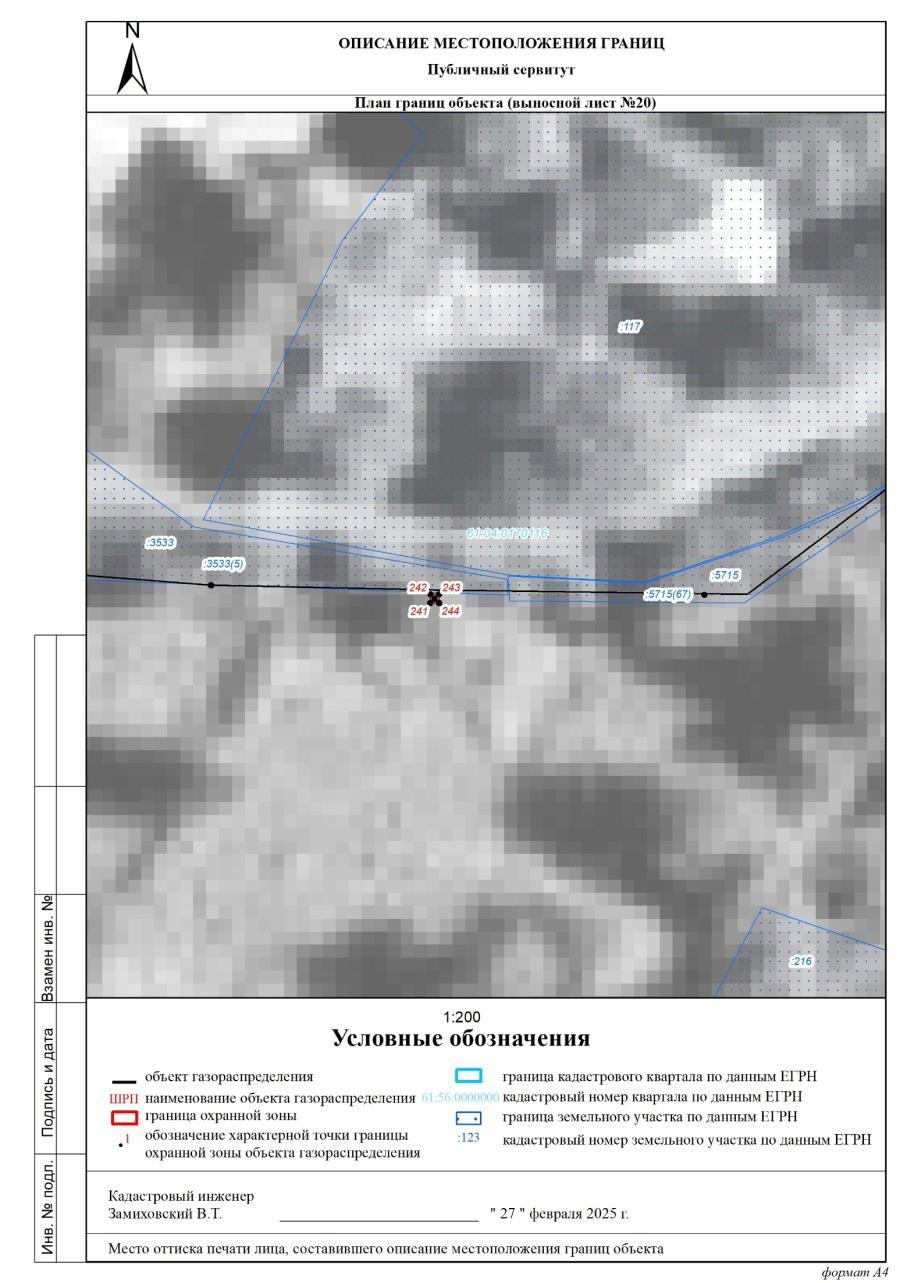 N
ОПИСАНИЕ МЕСТОПОЛОЖЕНИЯ ГРАНИЦ
Публичный сервитут
План границ объекта (выносной лист №20)
:117
61:04:0170116
:3533
:3533(5)
:5715
:5715(67)
242 243
241 244
:216
1:200
Условные обозначения
объект газораспределения
ШРП наименование объекта газораспределения
граница охранной зоны
1 обозначение характерной точки границы
охранной зоны объекта газораспределения
граница кадастрового квартала по данным ЕГРН
61:56:0000000 кадастровый номер квартала по данным ЕГРН
граница земельного участка по данным ЕГРН
:123 кадастровый номер земельного участка по данным ЕГРН
Кадастровый инженер
Замиховский В.Т. " 27 " февраля 2025 г.
Место оттиска печати лица, составившего описание местоположения границ объекта
Взамен инв. №
Подпись и дата
Инв. № подл.
формат А4